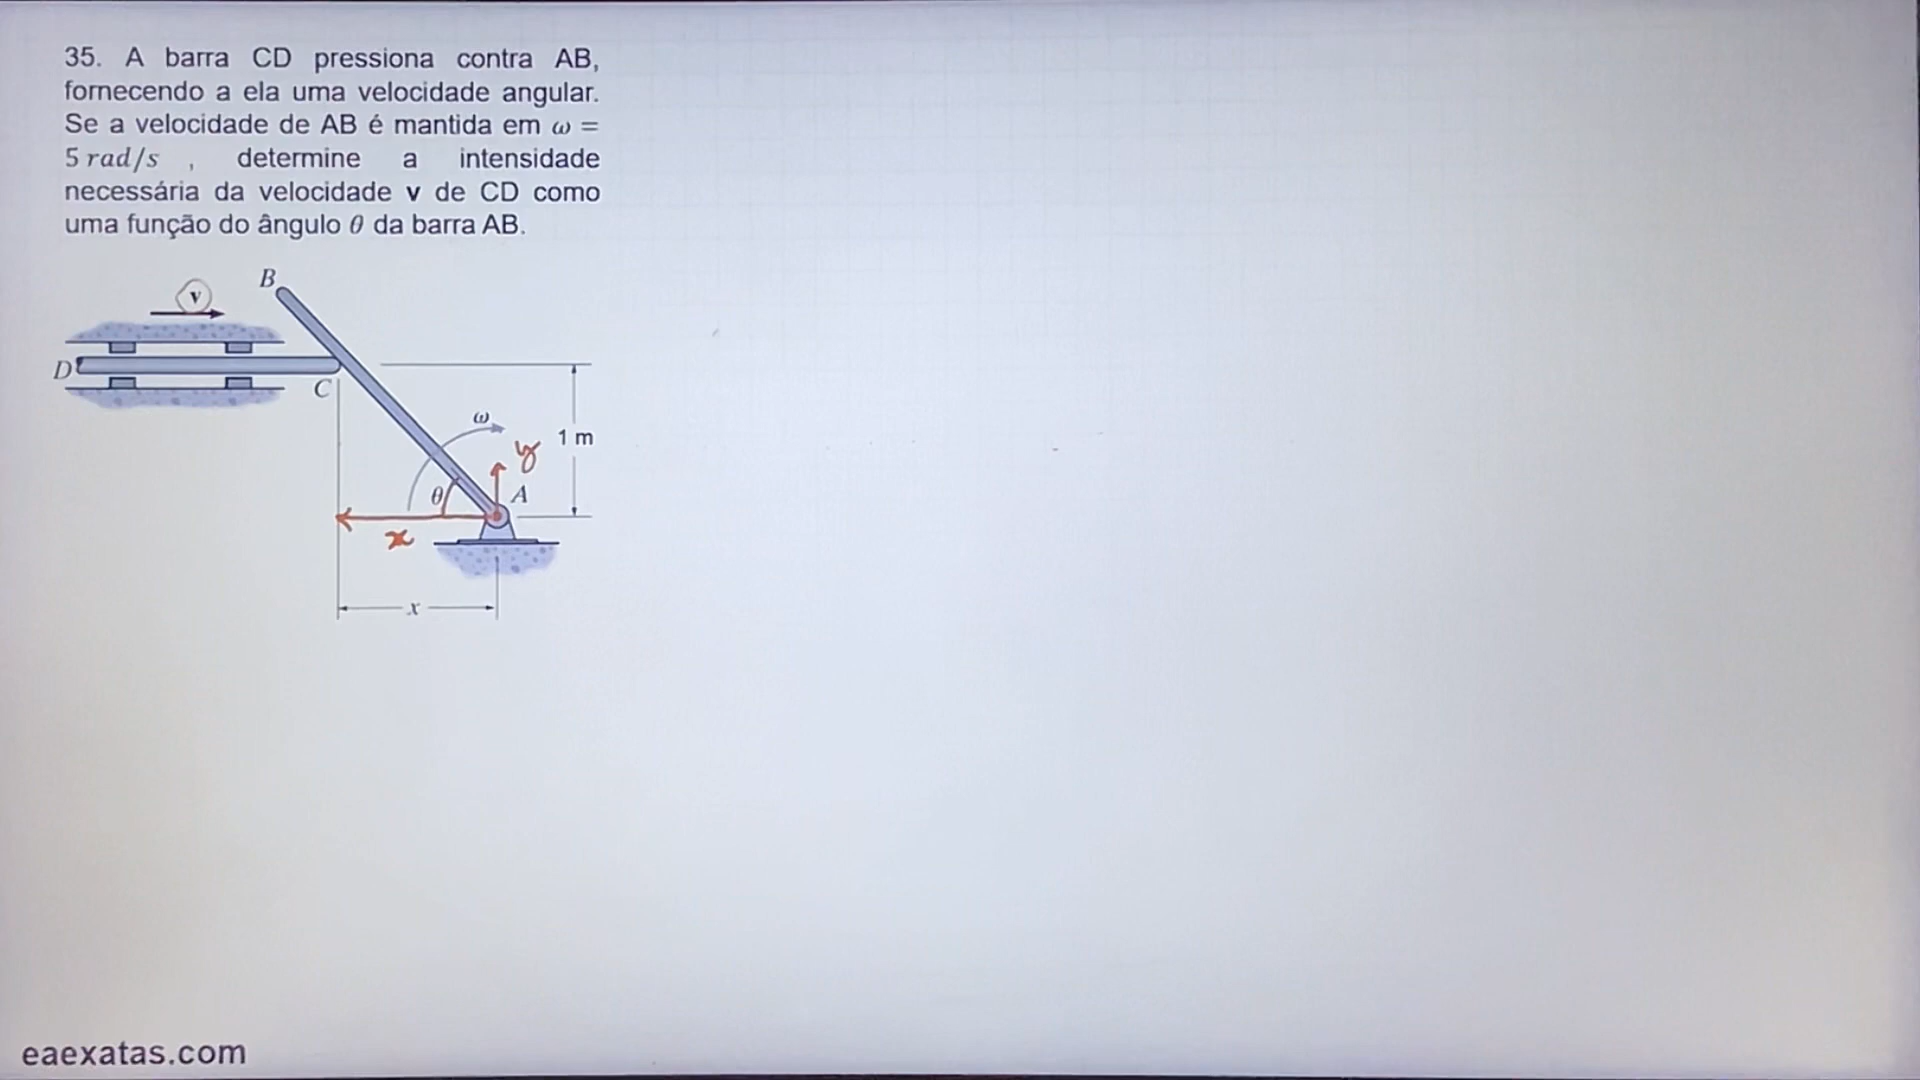 35. A barra CD pressiona contra AB,
fornecendo a ela uma velocidade angular.
Se a velocidade de AB é mantida em ω =
5 rad/s , determine a intensidade
necessária da velocidade v de CD como
uma função do ângulo θ da barra AB.
B
v
D
C
ω
y
1 m
θ
A
x
x
eaexatas.com